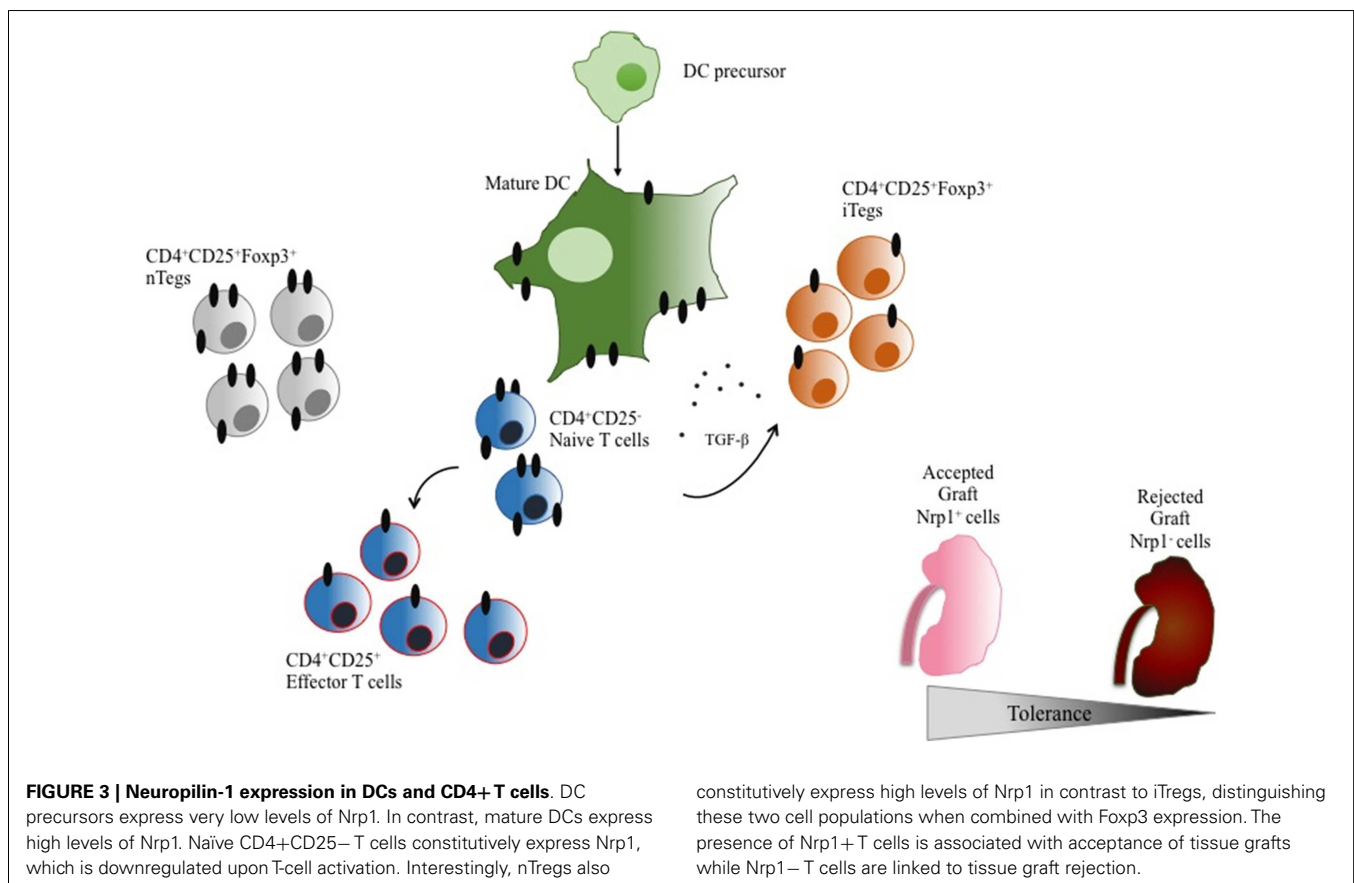 DC precursor
Mature DC
CD4⁺CD25⁺Foxp3⁺
iTegs
CD4⁺CD25⁺Foxp3⁺
nTegs
CD4⁺CD25⁻
Naive T cells
TGF-β
CD4⁺CD25⁺
Effector T cells
Accepted
Graft
Nrp1⁺ cells
Rejected
Graft
Nrp1⁻ cells
Tolerance
FIGURE 3 | Neuropilin-1 expression in DCs and CD4+ T cells. DC
precursors express very low levels of Nrp1. In contrast, mature DCs express
high levels of Nrp1. Naïve CD4+CD25− T cells constitutively express Nrp1,
which is downregulated upon T-cell activation. Interestingly, nTregs also
constitutively express high levels of Nrp1 in contrast to iTregs, distinguishing
these two cell populations when combined with Foxp3 expression. The
presence of Nrp1+ T cells is associated with acceptance of tissue grafts
while Nrp1− T cells are linked to tissue graft rejection.